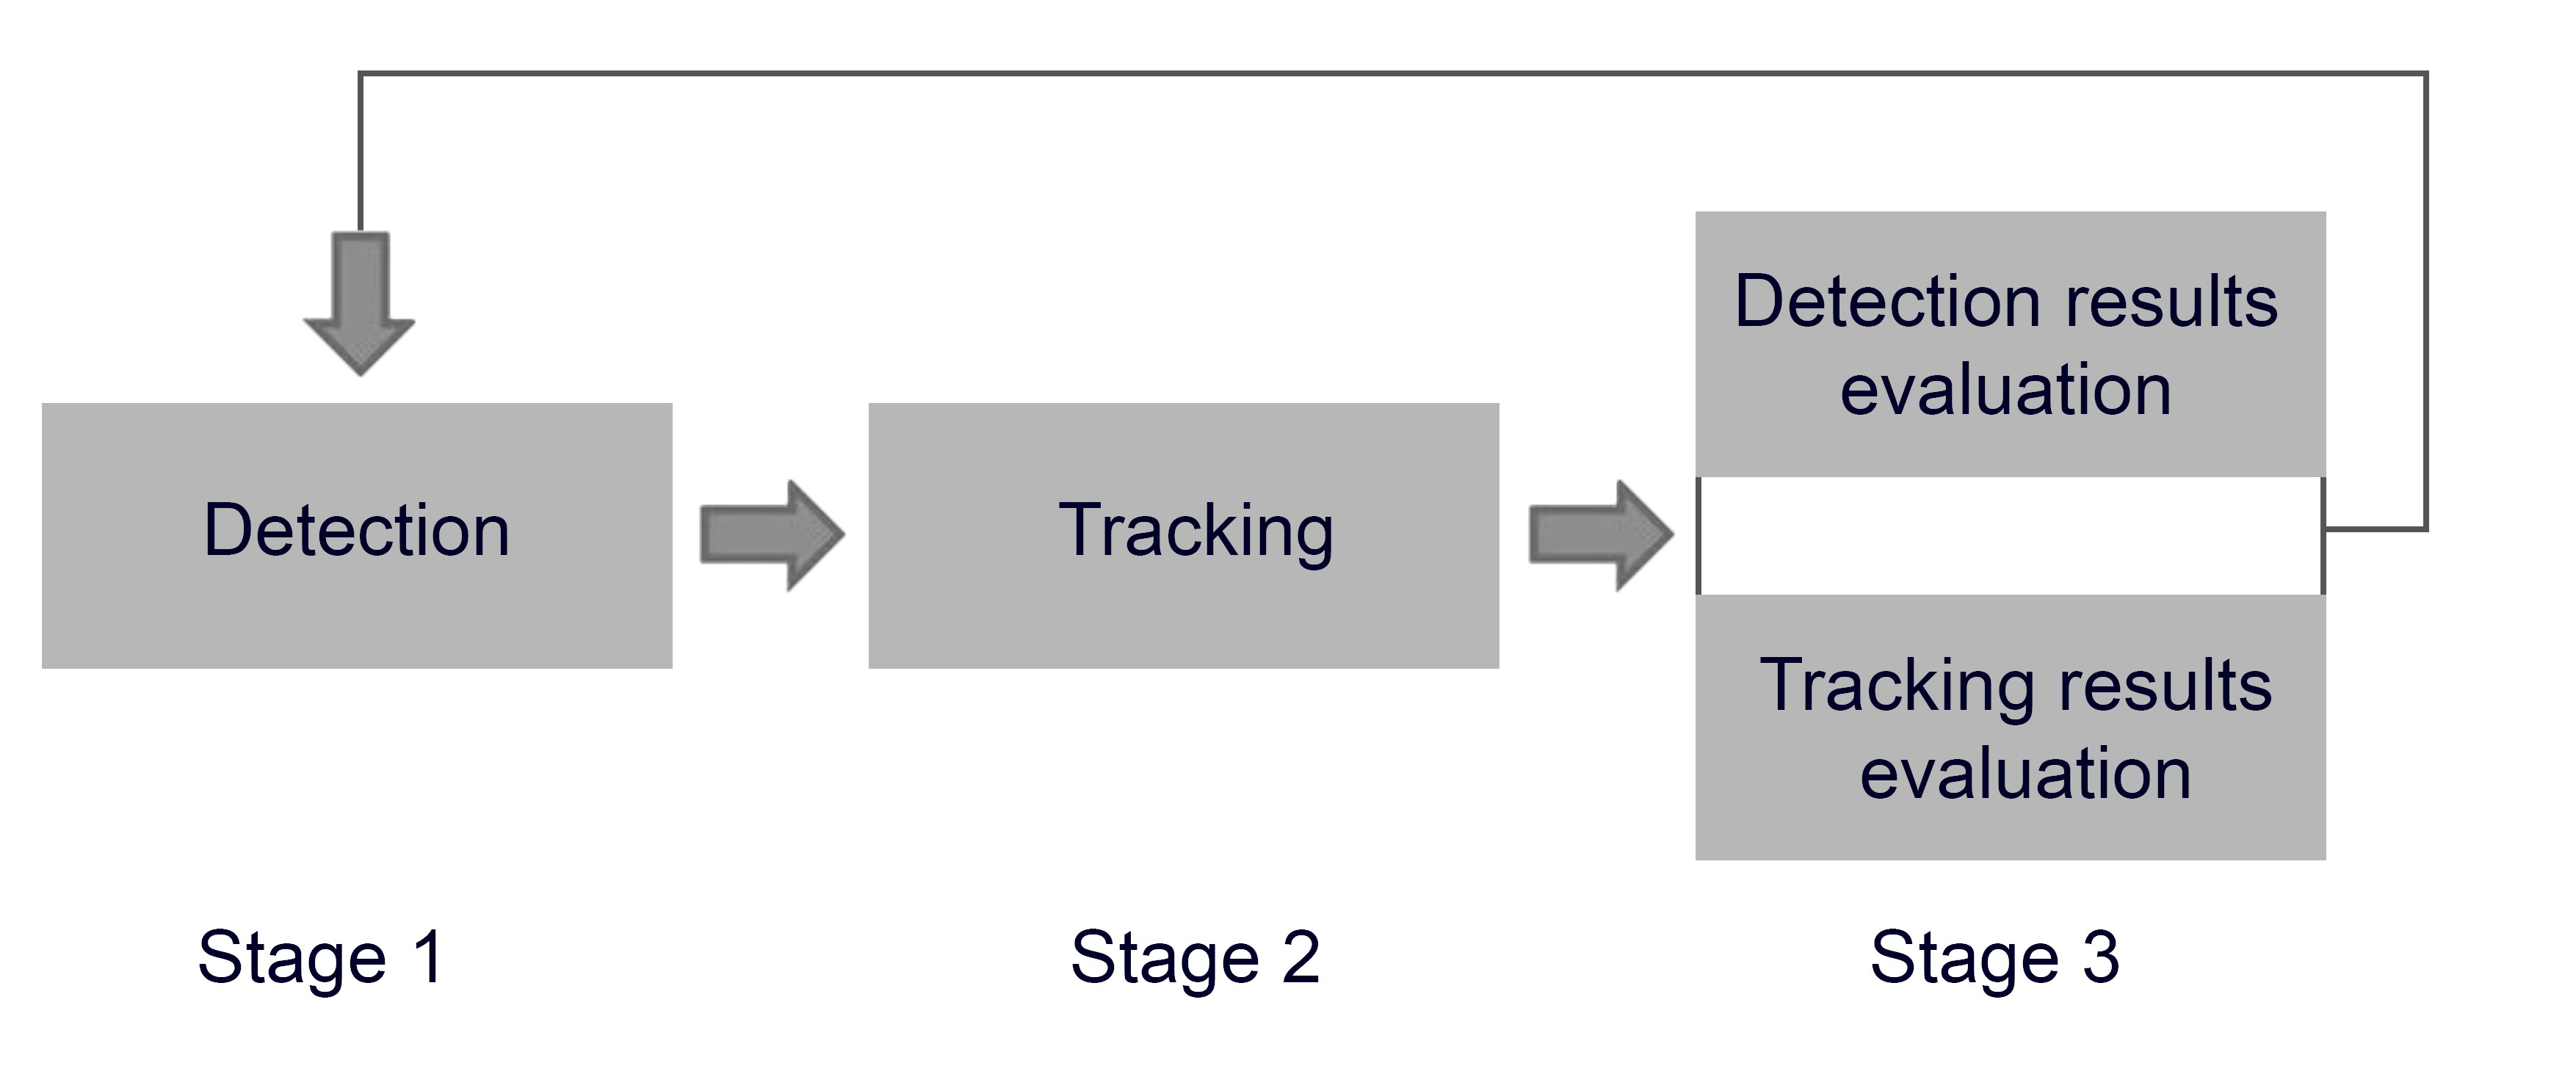 Detection results
evaluation
Detection
Tracking
Tracking results
evaluation
Stage 1
Stage 2
Stage 3